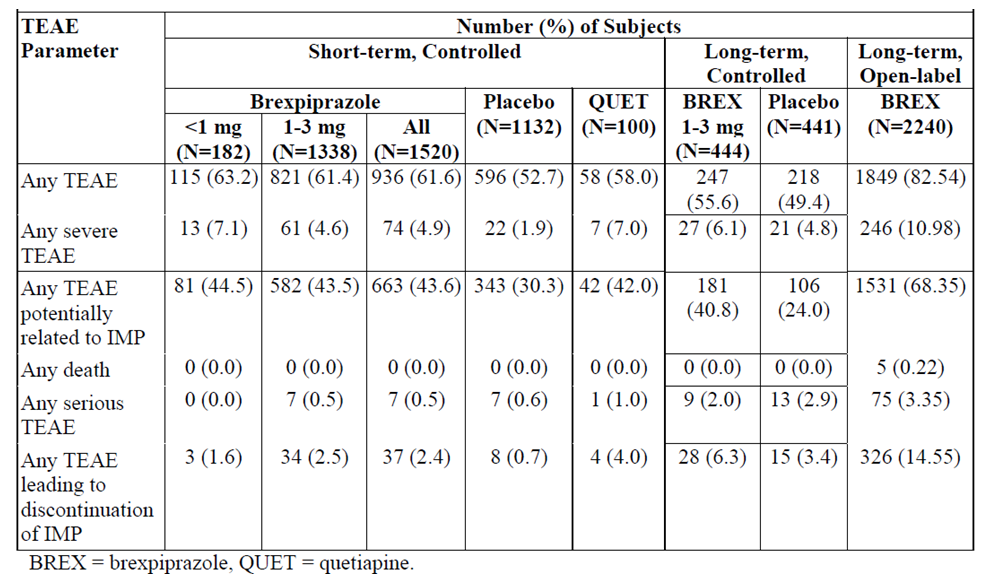 TEAE Parameter
Number (%) of Subjects
Short-term, Controlled
Long-term, Controlled
Long-term, Open-label
Brexpiprazole
Placebo (N=1132)
QUET (N=100)
BREX 1-3 mg (N=444)
Placebo (N=441)
BREX (N=2240)
<1 mg (N=182)
1-3 mg (N=1338)
All (N=1520)
Any TEAE 115 (63.2) 821 (61.4) 936 (61.6) 596 (52.7) 58 (58.0) 247 (55.6) 218 (49.4) 1849 (82.54)
Any severe TEAE 13 (7.1) 61 (4.6) 74 (4.9) 22 (1.9) 7 (7.0) 27 (6.1) 21 (4.8) 246 (10.98)
Any TEAE potentially related to IMP 81 (44.5) 582 (43.5) 663 (43.6) 343 (30.3) 42 (42.0) 181 (40.8) 106 (24.0) 1531 (68.35)
Any death 0 (0.0) 0 (0.0) 0 (0.0) 0 (0.0) 0 (0.0) 0 (0.0) 0 (0.0) 5 (0.22)
Any serious TEAE 0 (0.0) 7 (0.5) 7 (0.5) 7 (0.6) 1 (1.0) 9 (2.0) 13 (2.9) 75 (3.35)
Any TEAE leading to discontinuation of IMP 3 (1.6) 34 (2.5) 37 (2.4) 8 (0.7) 4 (4.0) 28 (6.3) 15 (3.4) 326 (14.55)
BREX = brexpiprazole, QUET = quetiapine.